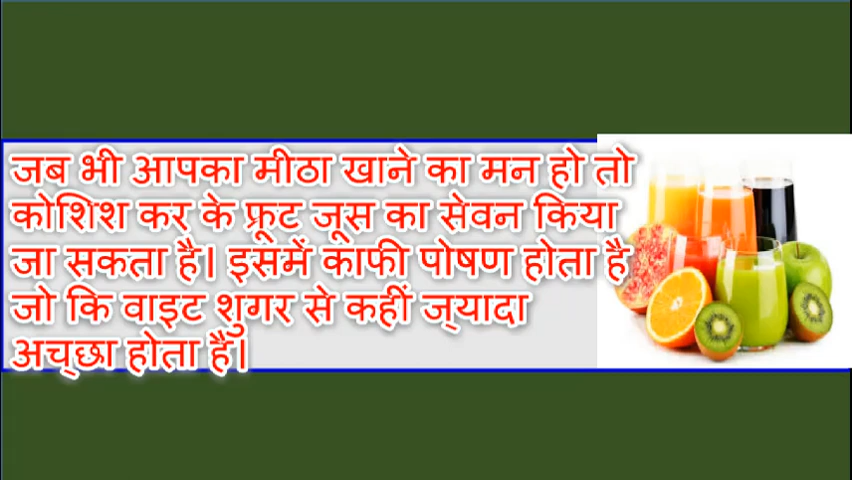 जब भी आपका मीठा खाने का मन हो तो
कोशिश कर के फ्रूट जूस का सेवन किया
जा सकता है। इसमें काफी पोषण होता है
जो कि वाइट शुगर से कहीं ज्यादा
अच्छा होता है।